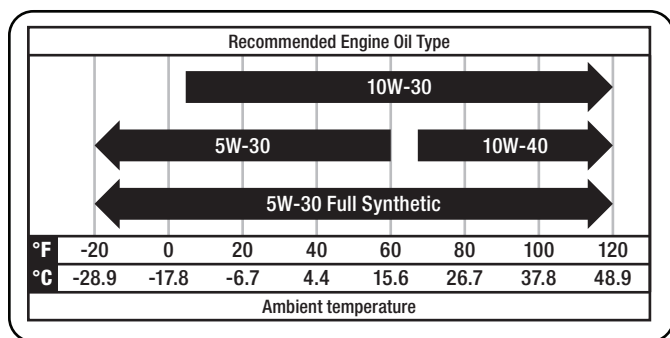 Recommended Engine Oil Type
10W-30
5W-30 10W-40
5W-30 Full Synthetic
°F -20 0 20 40 60 80 100 120
°C -28.9 -17.8 -6.7 4.4 15.6 26.7 37.8 48.9
Ambient temperature